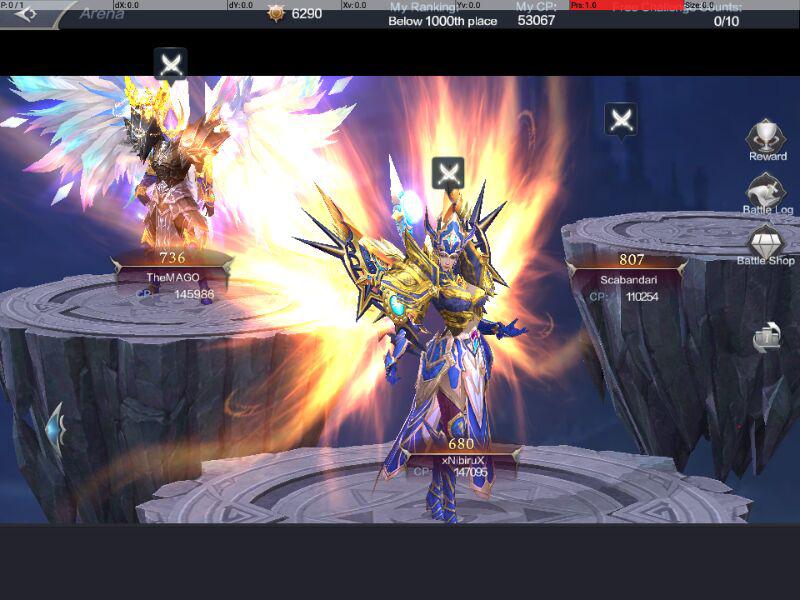 P: 0 / 1
dX: 0.0
dY: 0.0
Xv: 0.0
Yv: 0.0
Prs: 1.0
Size: 0.0
Arena
6290
My Ranking:
Below 1000th place
My CP:
53067
Free Challenge Counts:
0/10
Reward
Battle Log
Battle Shop
736
TheMAGO
CP: 145986
807
Scabandari
CP: 110254
680
xNibiruX
CP: 147095